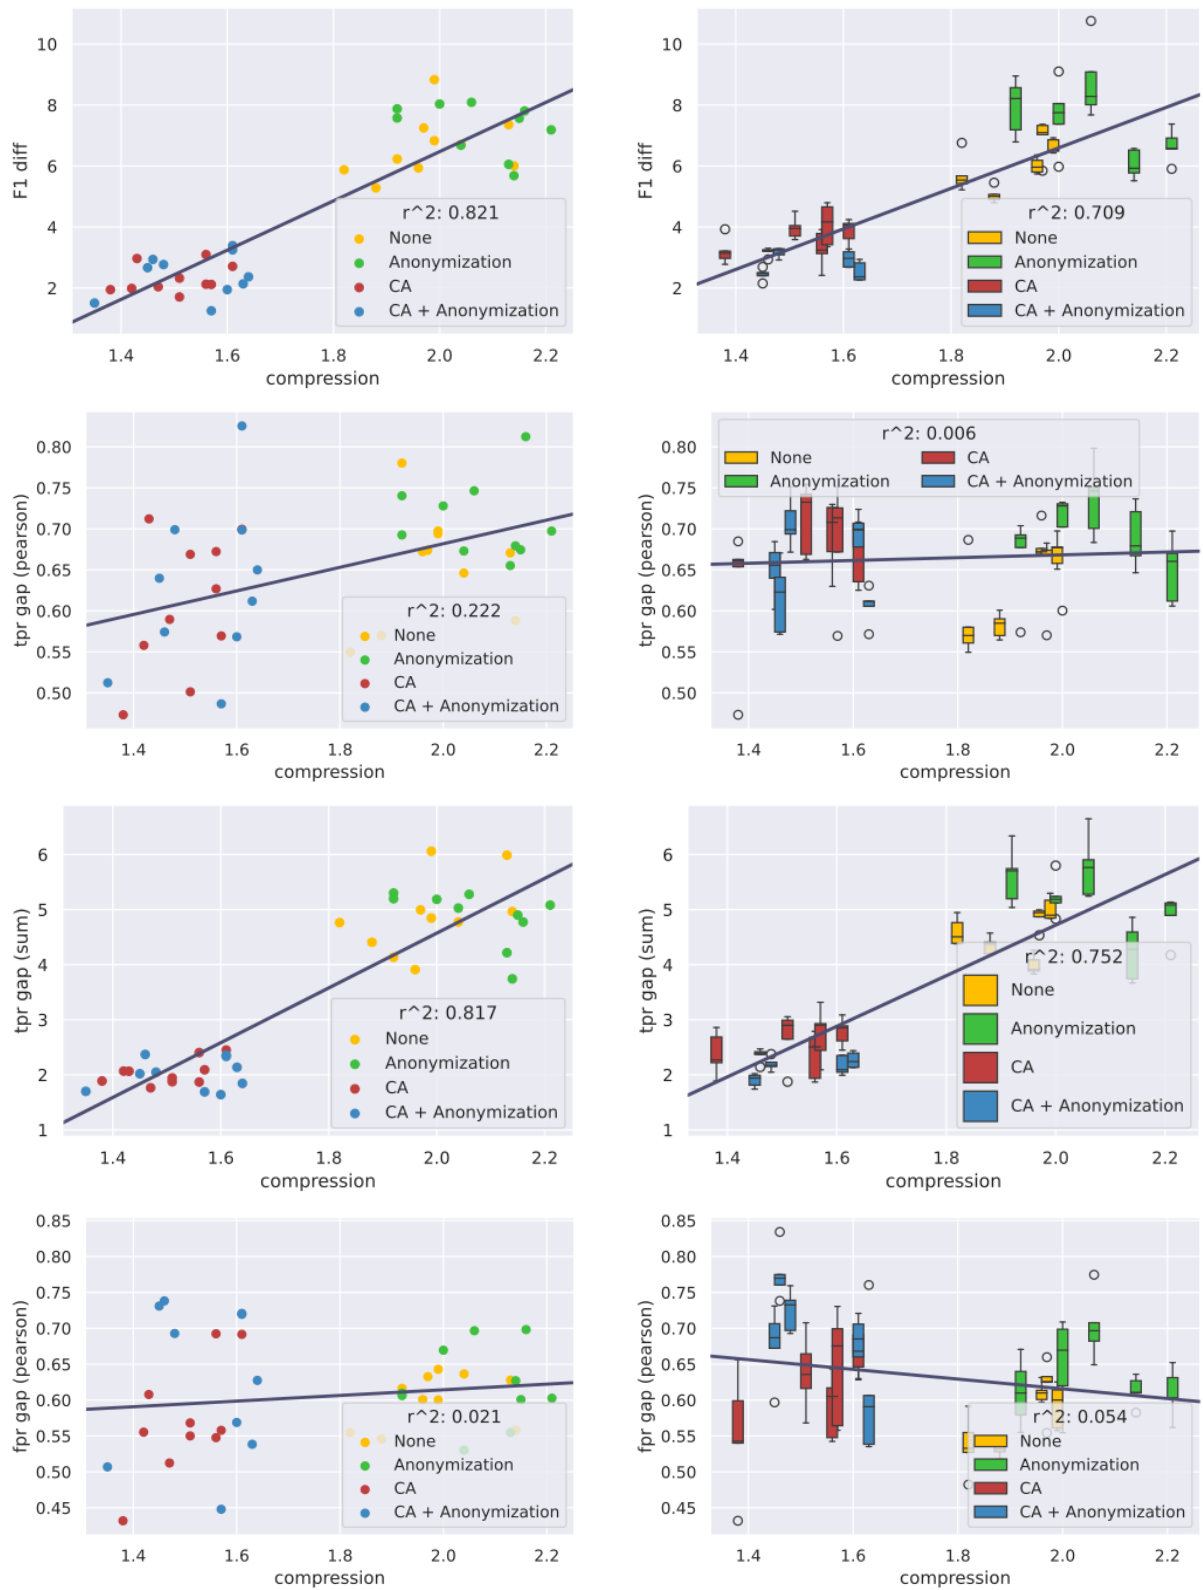 10
8
6
4
2
F1 diff
r^2: 0.821
None
Anonymization
CA
CA + Anonymization
1.4 1.6 1.8 2.0 2.2
compression
10
8
6
4
2
F1 diff
r^2: 0.709
None
Anonymization
CA
CA + Anonymization
1.4 1.6 1.8 2.0 2.2
compression
0.80
0.75
0.70
0.65
0.60
0.55
0.50
tpr gap (pearson)
r^2: 0.222
None
Anonymization
CA
CA + Anonymization
1.4 1.6 1.8 2.0 2.2
compression
0.80
0.75
0.70
0.65
0.60
0.55
0.50
tpr gap (pearson)
r^2: 0.006
None CA
Anonymization CA + Anonymization
1.4 1.6 1.8 2.0 2.2
compression
6
5
4
3
2
1
tpr gap (sum)
r^2: 0.817
None
Anonymization
CA
CA + Anonymization
1.4 1.6 1.8 2.0 2.2
compression
6
5
4
3
2
1
tpr gap (sum)
r^2: 0.752
None
Anonymization
CA
CA + Anonymization
1.4 1.6 1.8 2.0 2.2
compression
0.85
0.80
0.75
0.70
0.65
0.60
0.55
0.50
0.45
fpr gap (pearson)
r^2: 0.021
None
Anonymization
CA
CA + Anonymization
1.4 1.6 1.8 2.0 2.2
compression
0.85
0.80
0.75
0.70
0.65
0.60
0.55
0.50
0.45
fpr gap (pearson)
r^2: 0.054
None
Anonymization
CA
CA + Anonymization
1.4 1.6 1.8 2.0 2.2
compression